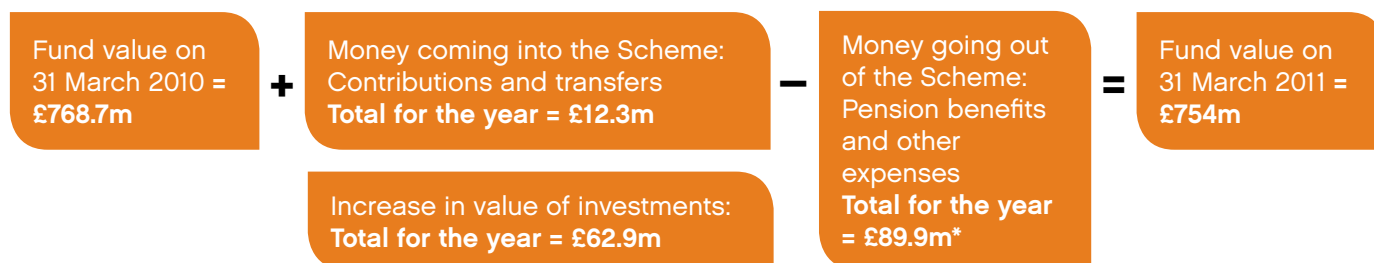 Fund value on
31 March 2010 =
£768.7m
+
Money coming into the Scheme:
Contributions and transfers
Total for the year = £12.3m
Increase in value of investments:
Total for the year = £62.9m
–
Money going out
of the Scheme:
Pension benefits
and other
expenses
Total for the year
= £89.9m*
=
Fund value on
31 March 2011 =
£754m